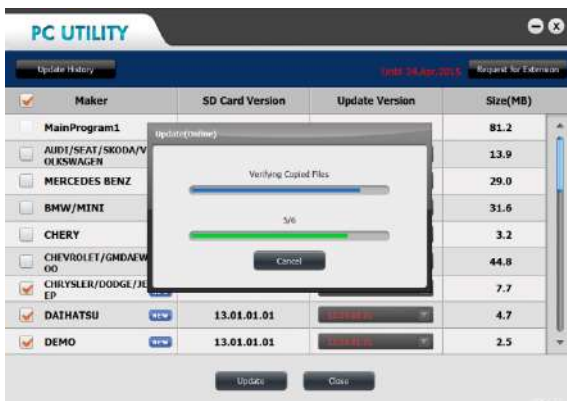 PC UTILITY
Update History
Until 24.Apr.2015
Request for Extension
Maker
SD Card Version
Update Version
Size(MB)
MainProgram1
81.2
Update(Online)
AUDI/SEAT/SKODA/V
OLKSWAGEN
13.9
Verifying Copied Files
MERCEDES BENZ
29.0
BMW/MINI
31.6
5/6
CHERY
3.2
Cancel
CHEVROLET/GMDAEW
OO
44.8
CHRYSLER/DODGE/JE
EP
7.7
DAIHATSU
NEW
13.01.01.01
4.7
DEMO
NEW
13.01.01.01
2.5
Update
Close